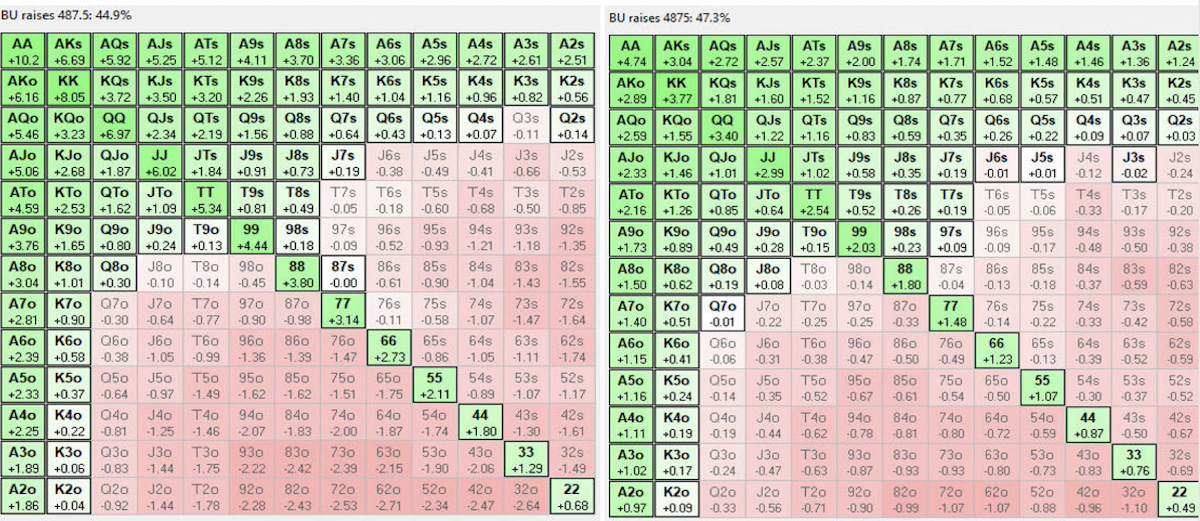 BU raises 487.5: 44.9%
AA AKs AQs AJs ATs A9s A8s A7s A6s A5s A4s A3s A2s
+10.2 +6.69 +5.92 +5.25 +5.12 +4.11 +3.70 +3.36 +3.06 +2.96 +2.72 +2.61 +2.51
AKo KK KQs KJs KTs K9s K8s K7s K6s K5s K4s K3s K2s
+6.16 +8.05 +3.72 +3.50 +3.20 +2.26 +1.93 +1.40 +1.04 +1.16 +0.96 +0.82 +0.56
AQo KQo QQ QJs QTs Q9s Q8s Q7s Q6s Q5s Q4s Q3s Q2s
+5.46 +3.23 +6.97 +2.34 +2.19 +1.56 +0.88 +0.64 +0.43 +0.13 +0.07 -0.11 +0.14
AJo KJo QJo JJ JTs J9s J8s J7s J6s J5s J4s J3s J2s
+5.06 +2.68 +1.87 +6.02 +1.84 +0.91 +0.73 +0.19 -0.38 -0.49 -0.41 -0.66 -0.53
ATo KTo QTo JTo TT T9s T8s T7s T6s T5s T4s T3s T2s
+4.59 +2.53 +1.62 +1.09 +5.34 +0.81 +0.49 -0.05 -0.18 -0.60 -0.68 -0.50 -0.85
A9o K9o Q9o J9o T9o 99 98s 97s 96s 95s 94s 93s 92s
+3.76 +1.65 +0.80 +0.24 +0.13 +4.44 +0.18 -0.09 -0.52 -0.93 -1.21 -1.18 -1.35
A8o K8o Q8o J8o T8o 98o 88 87s 86s 85s 84s 83s 82s
+3.04 +1.01 +0.30 -0.10 -0.14 -0.45 +3.80 -0.00 -0.61 -0.90 -1.04 -1.43 -1.55
A7o K7o Q7o J7o T7o 97o 87o 77 76s 75s 74s 73s 72s
+2.81 +0.90 -0.30 -0.64 -0.77 -0.90 -0.98 +3.14 -0.11 -0.58 -1.07 -1.47 -1.64
A6o K6o Q6o J6o T6o 96o 86o 76o 66 65s 64s 63s 62s
+2.39 +0.58 -0.38 -1.05 -0.99 -1.36 -1.39 -1.47 +2.73 -0.86 -1.05 -1.11 -1.74
A5o K5o Q5o J5o T5o 95o 85o 75o 65o 55 54s 53s 52s
+2.33 +0.37 -0.64 -0.97 -1.49 -1.62 -1.62 -1.51 -1.75 +2.11 -0.89 -1.07 -1.17
A4o K4o Q4o J4o T4o 94o 84o 74o 64o 54o 44 43s 42s
+2.25 +0.22 -0.81 -1.25 -1.46 -2.07 -1.83 -2.00 -1.87 -1.74 +1.80 -1.30 -1.61
A3o K3o Q3o J3o T3o 93o 83o 73o 63o 53o 43o 33 32s
+1.89 +0.06 -0.83 -1.44 -1.75 -2.22 -2.42 -2.39 -2.15 -1.90 -2.06 +1.29 -1.49
A2o K2o Q2o J2o T2o 92o 82o 72o 62o 52o 42o 32o 22
+1.86 +0.04 -0.92 -1.44 -1.78 -2.28 -2.43 -2.53 -2.71 -2.34 -2.47 -2.64 +0.68
BU raises 4875: 47.3%
AA AKs AQs AJs ATs A9s A8s A7s A6s A5s A4s A3s A2s
+4.74 +3.04 +2.72 +2.57 +2.37 +2.00 +1.74 +1.71 +1.52 +1.48 +1.46 +1.36 +1.24
AKo KK KQs KJs KTs K9s K8s K7s K6s K5s K4s K3s K2s
+2.89 +3.77 +1.81 +1.60 +1.52 +1.16 +0.87 +0.77 +0.68 +0.57 +0.51 +0.47 +0.45
AQo KQo QQ QJs QTs Q9s Q8s Q7s Q6s Q5s Q4s Q3s Q2s
+2.59 +1.55 +3.40 +1.22 +1.16 +0.83 +0.59 +0.35 +0.26 +0.22 +0.09 +0.07 +0.03
AJo KJo QJo JJ JTs J9s J8s J7s J6s J5s J4s J3s J2s
+2.33 +1.46 +1.01 +2.99 +1.02 +0.58 +0.35 +0.19 -0.01 +0.01 -0.12 -0.02 -0.24
ATo KTo QTo JTo TT T9s T8s T7s T6s T5s T4s T3s T2s
+2.16 +1.26 +0.85 +0.64 +2.54 +0.52 +0.26 +0.19 -0.05 -0.06 -0.33 -0.17 -0.20
A9o K9o Q9o J9o T9o 99 98s 97s 96s 95s 94s 93s 92s
+1.73 +0.89 +0.49 +0.28 +0.15 +2.03 +0.23 +0.09 -0.09 -0.17 -0.48 -0.50 -0.38
A8o K8o Q8o J8o T8o 98o 88 87s 86s 85s 84s 83s 82s
+1.50 +0.62 +0.19 +0.08 -0.03 -0.14 +1.80 -0.04 -0.13 -0.18 -0.37 -0.59 -0.63
A7o K7o Q7o J7o T7o 97o 87o 77 76s 75s 74s 73s 72s
+1.40 +0.51 -0.01 -0.22 -0.25 -0.25 -0.33 +1.48 -0.14 -0.22 -0.33 -0.42 -0.58
A6o K6o Q6o J6o T6o 96o 86o 76o 66 65s 64s 63s 62s
+1.15 +0.41 -0.06 -0.31 -0.38 -0.47 -0.50 -0.49 +1.23 -0.13 -0.39 -0.52 -0.59
A5o K5o Q5o J5o T5o 95o 85o 75o 65o 55 54s 53s 52s
+1.16 +0.24 -0.14 -0.35 -0.52 -0.67 -0.61 -0.54 -0.50 +1.07 -0.30 -0.37 -0.52
A4o K4o Q4o J4o T4o 94o 84o 74o 64o 54o 44 43s 42s
+1.11 +0.19 -0.19 -0.44 -0.62 -0.78 -0.81 -0.80 -0.72 -0.59 +0.87 -0.50 -0.67
A3o K3o Q3o J3o T3o 93o 83o 73o 63o 53o 43o 33 32s
+1.02 +0.17 -0.24 -0.47 -0.63 -0.87 -0.93 -0.93 -0.80 -0.73 -0.83 +0.76 -0.69
A2o K2o Q2o J2o T2o 92o 82o 72o 62o 52o 42o 32o 22
+0.97 +0.09 -0.33 -0.56 -0.71 -0.90 -0.99 -1.07 -1.07 -0.88 -0.96 -1.10 +0.49